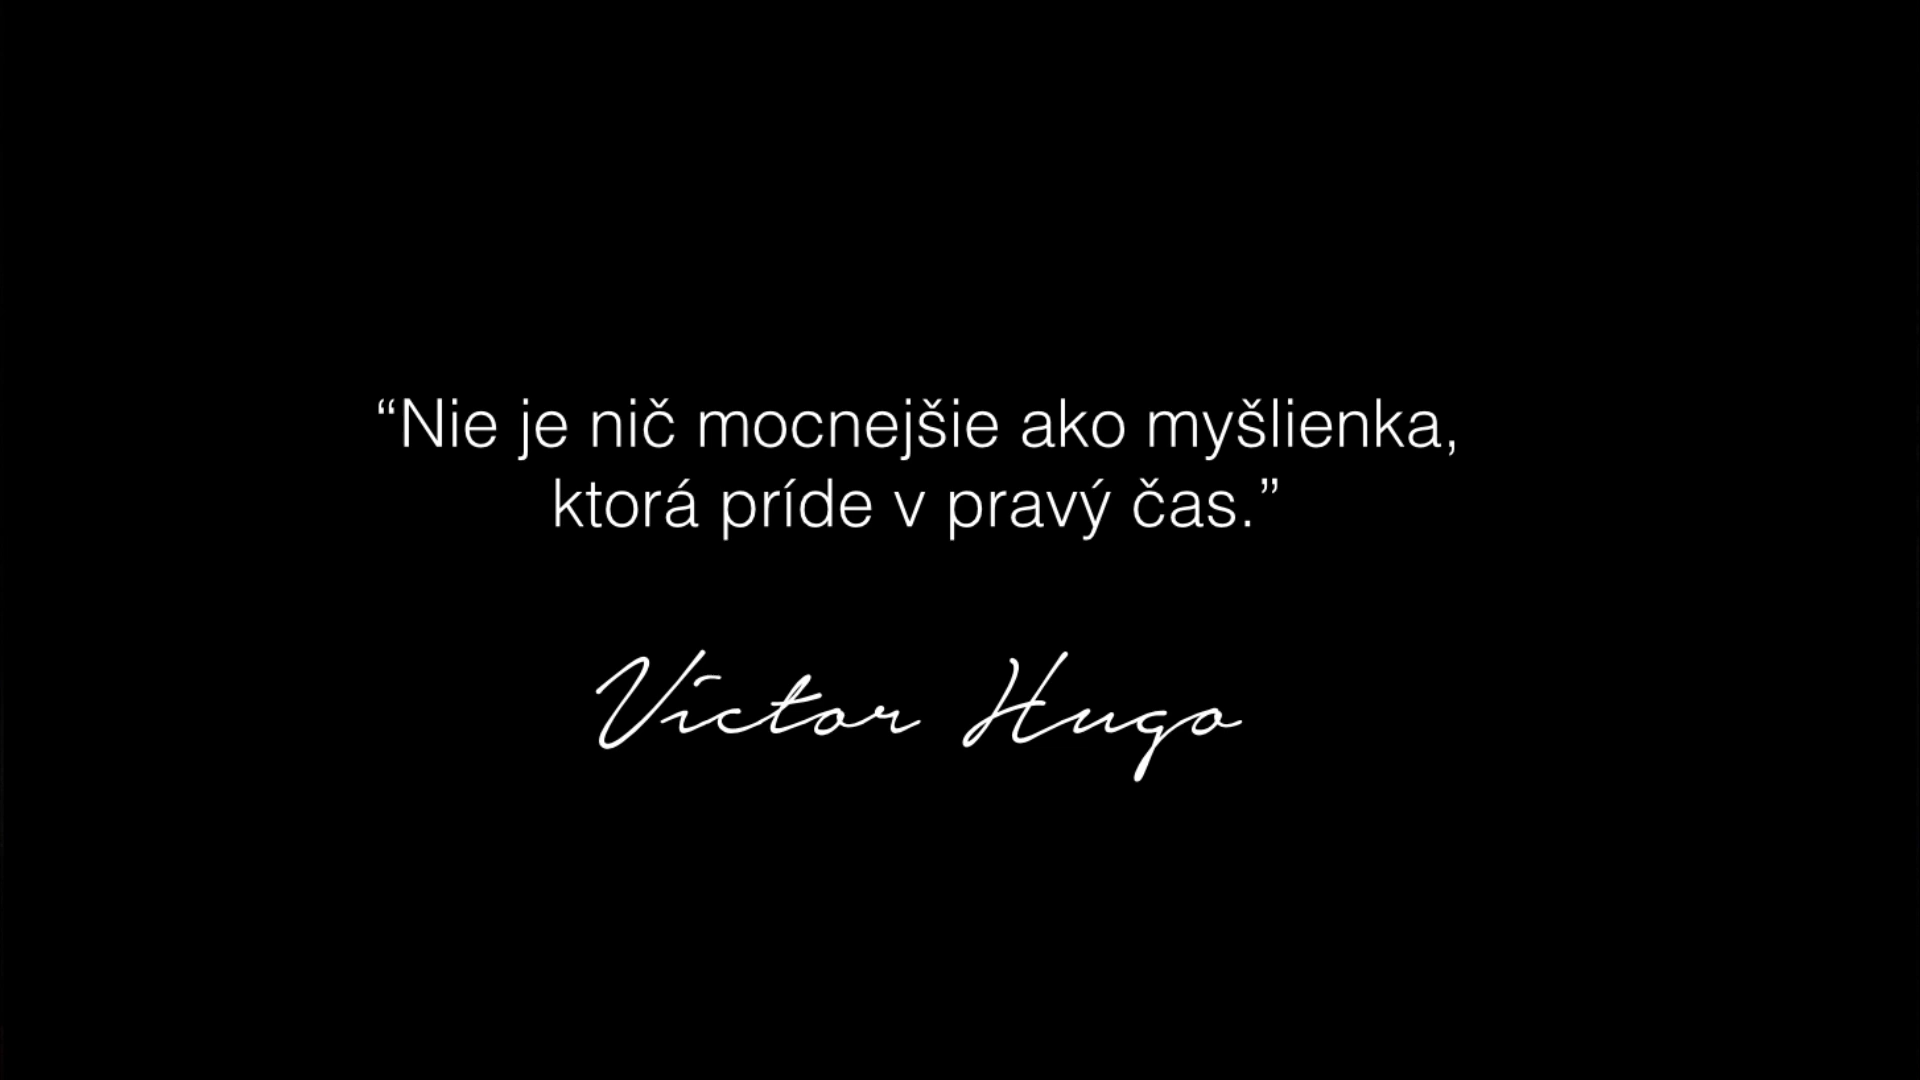 “Nie je nič mocnejšie ako myšlienka,
ktorá príde v pravý čas.”
Victor Hugo